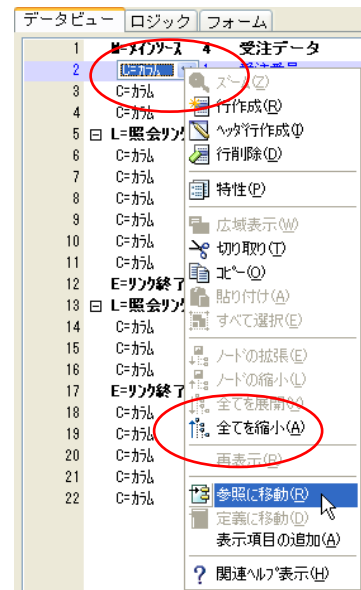 データビュー ロジック フォーム
1 M=メインソース 4 受注データ
2 C=カラム 1 受注番号
3 C=カラム
4 C=カラム
5 L=照会リンク
6 C=カラム
7 C=カラム
8 C=カラム
9 C=カラム
10 C=カラム
11 C=カラム
12 E=リンク終了
13 L=照会リンク
14 C=カラム
15 C=カラム
16 C=カラム
17 E=リンク終了
18 C=カラム
19 C=カラム
20 C=カラム
21 C=カラム
22 C=カラム
ズーム(Z)
行作成(R)
ヘッダ行作成(I)
行削除(D)
特性(P)
広域表示(W)
切り取り(T)
コピー(O)
貼り付け(A)
すべて選択(E)
ノードの拡張(E)
ノードの縮小(L)
全てを展開(X)
全てを縮小(A)
再表示(R)
参照に移動(R)
定義に移動(D)
表示項目の追加(A)
関連ヘルプ表示(H)